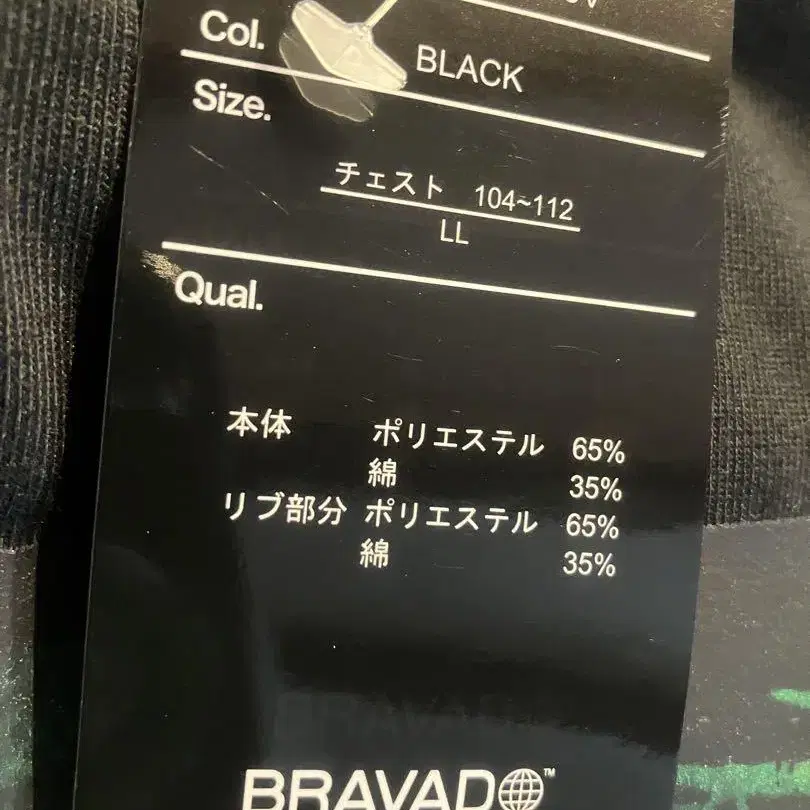 Col.
BLACK
Size.
チェスト 104~112
LL
Qual.
本体 ポリエステル 65%
綿 35%
リブ部分 ポリエステル 65%
綿 35%
BRAVADO™